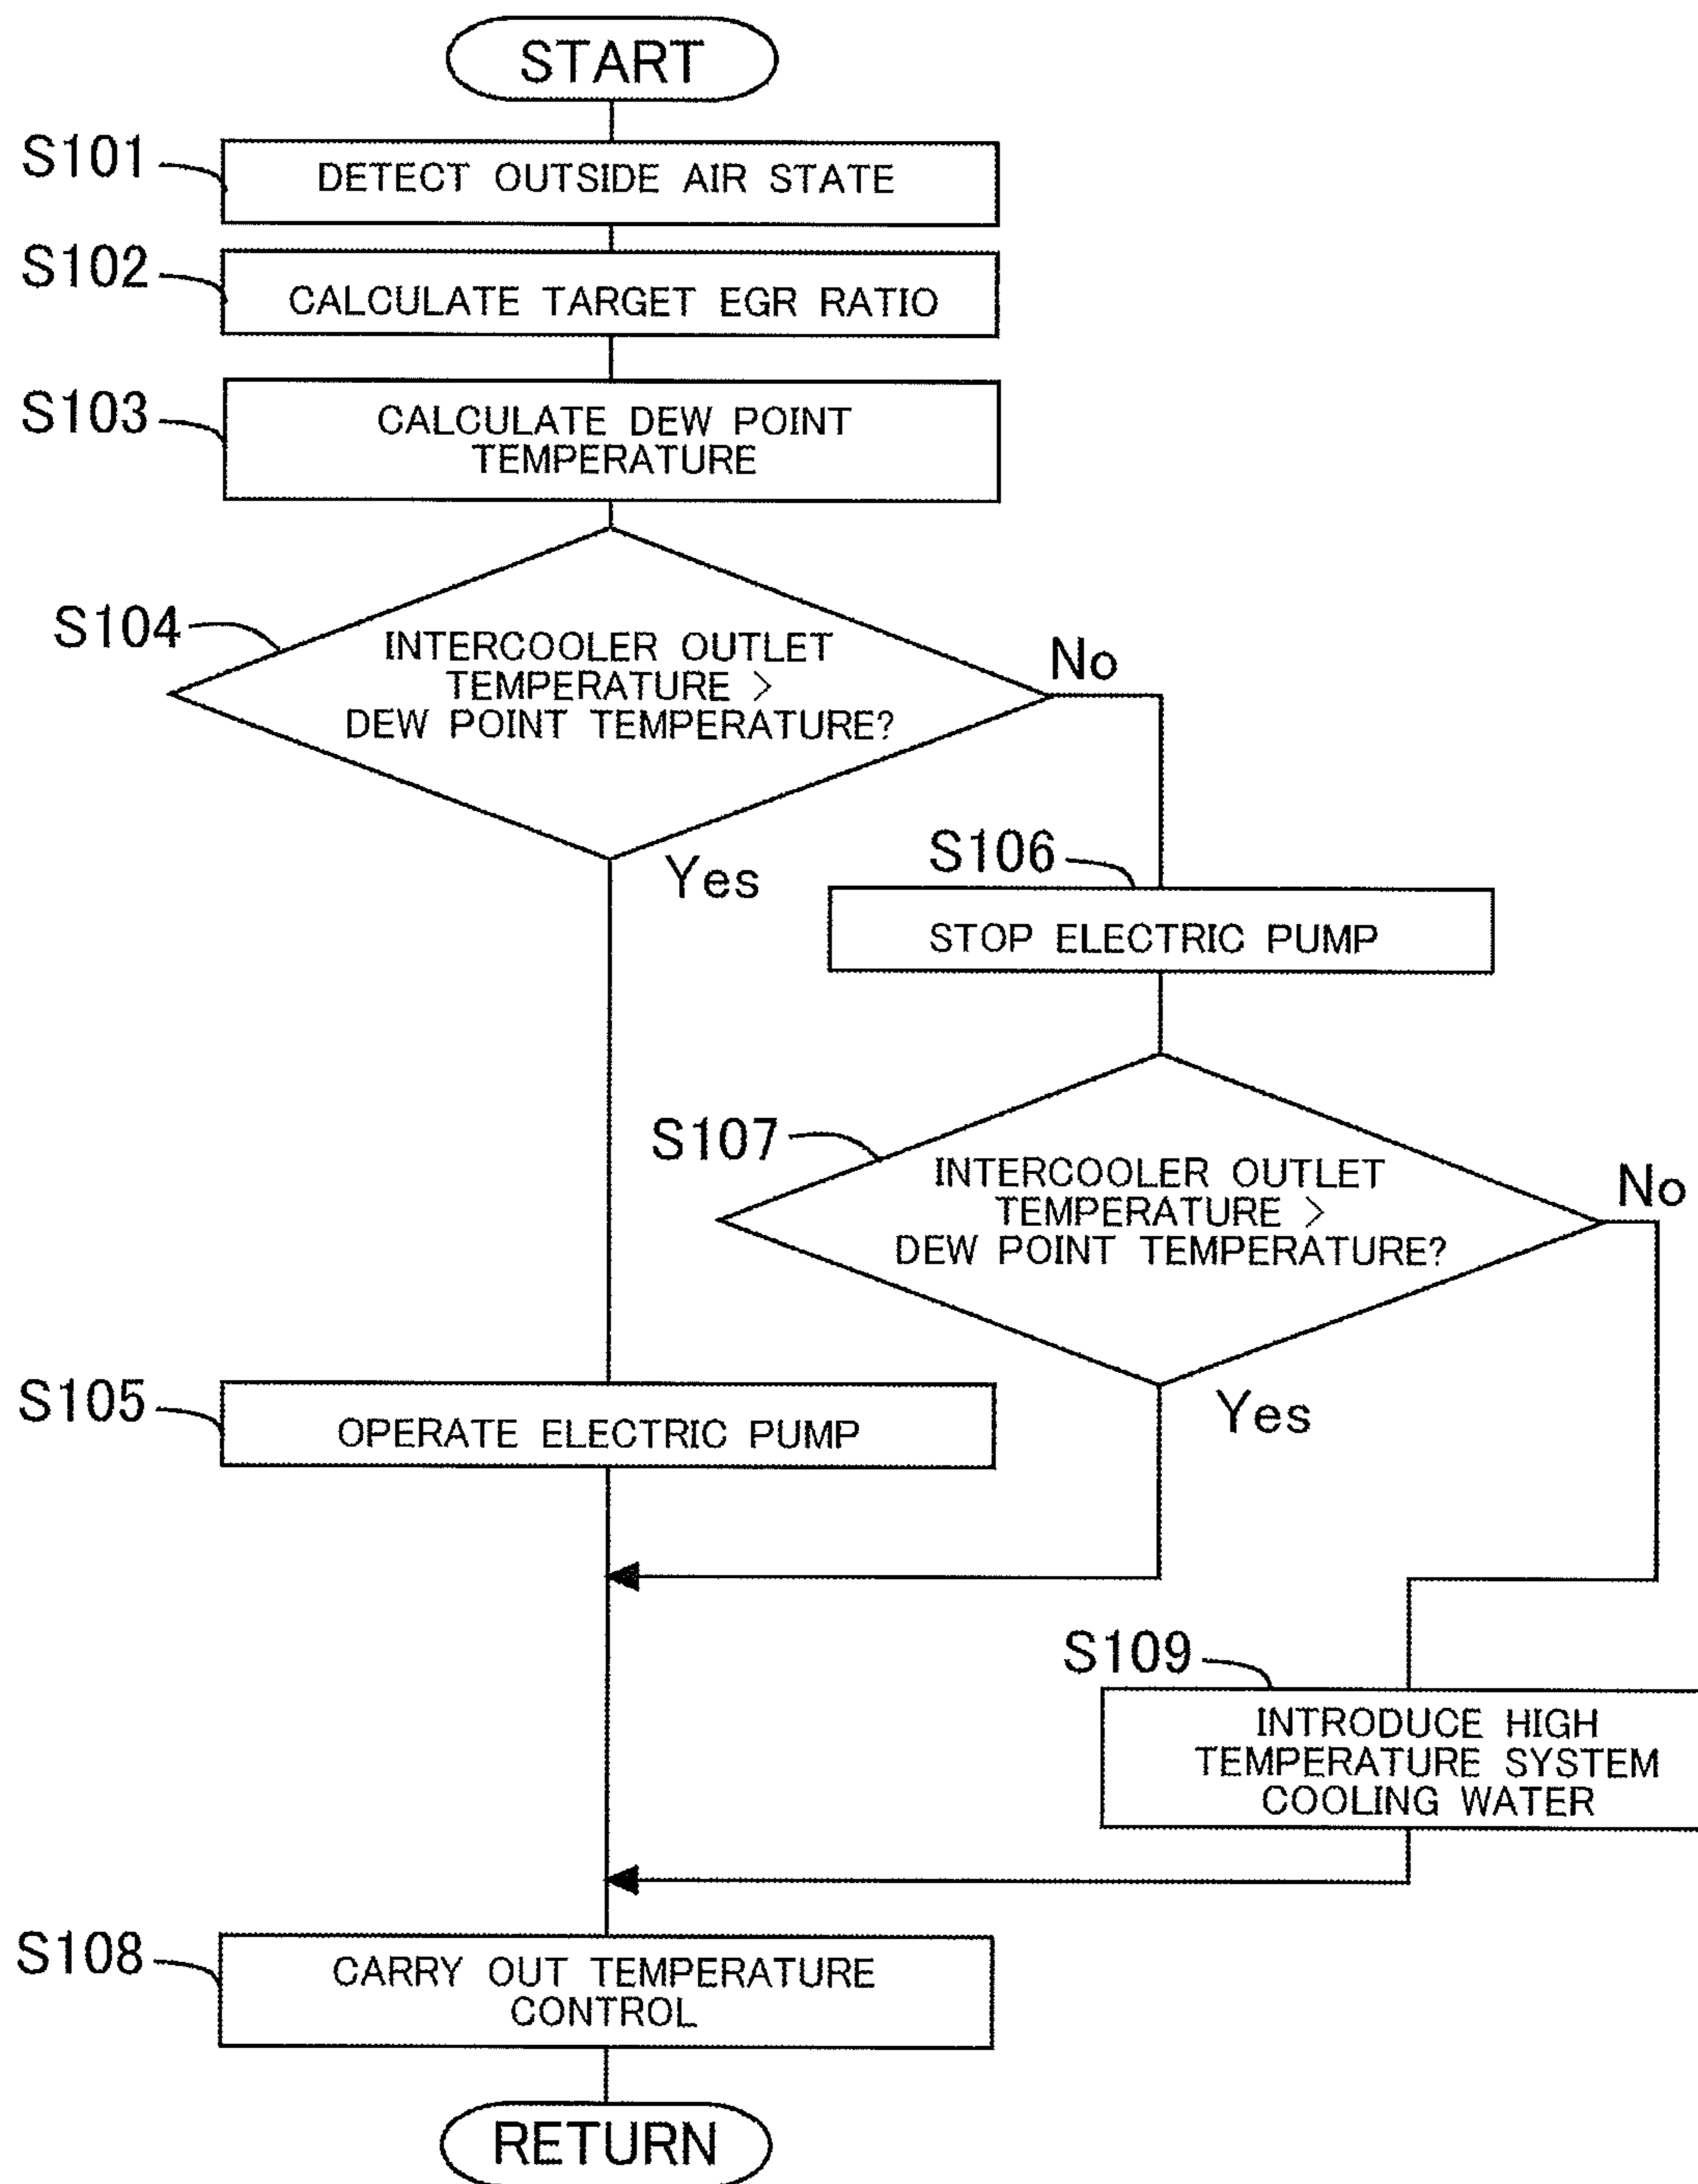 START
S101
DETECT OUTSIDE AIR STATE
S102
CALCULATE TARGET EGR RATIO
S103
CALCULATE DEW POINT
TEMPERATURE
S104
INTERCOOLER OUTLET
TEMPERATURE >
DEW POINT TEMPERATURE?
No
Yes
S106
STOP ELECTRIC PUMP
S107
INTERCOOLER OUTLET
TEMPERATURE >
DEW POINT TEMPERATURE?
No
Yes
S105
OPERATE ELECTRIC PUMP
S109
INTRODUCE HIGH
TEMPERATURE SYSTEM
COOLING WATER
S108
CARRY OUT TEMPERATURE
CONTROL
RETURN